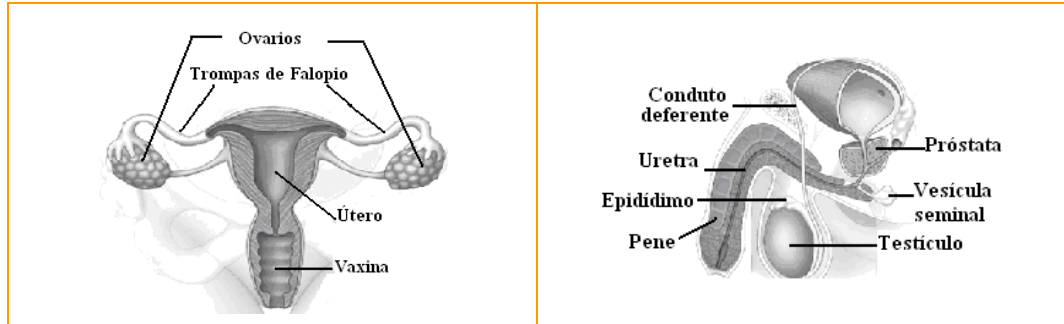 Ovarios
Trompas de Falopio
Útero
Vaxina
Conduto
deferente
Uretra
Epidídimo
Pene
Próstata
Vesícula
seminal
Testículo